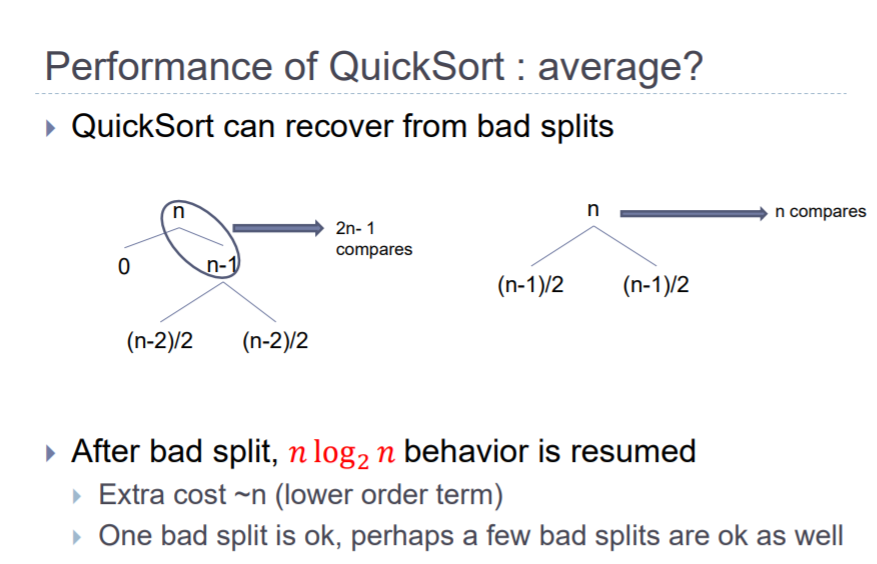 Performance of QuickSort : average?
QuickSort can recover from bad splits
n
0
n-1
(n-2)/2
(n-2)/2
2n- 1
compares
n
n compares
(n-1)/2
(n-1)/2
After bad split, n log₂ n behavior is resumed
Extra cost ~n (lower order term)
One bad split is ok, perhaps a few bad splits are ok as well